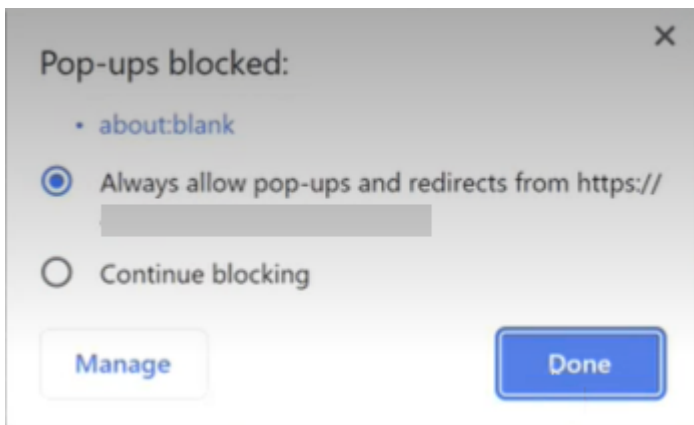 Pop-ups blocked:
• about:blank
Always allow pop-ups and redirects from https://
Continue blocking
Manage
Done